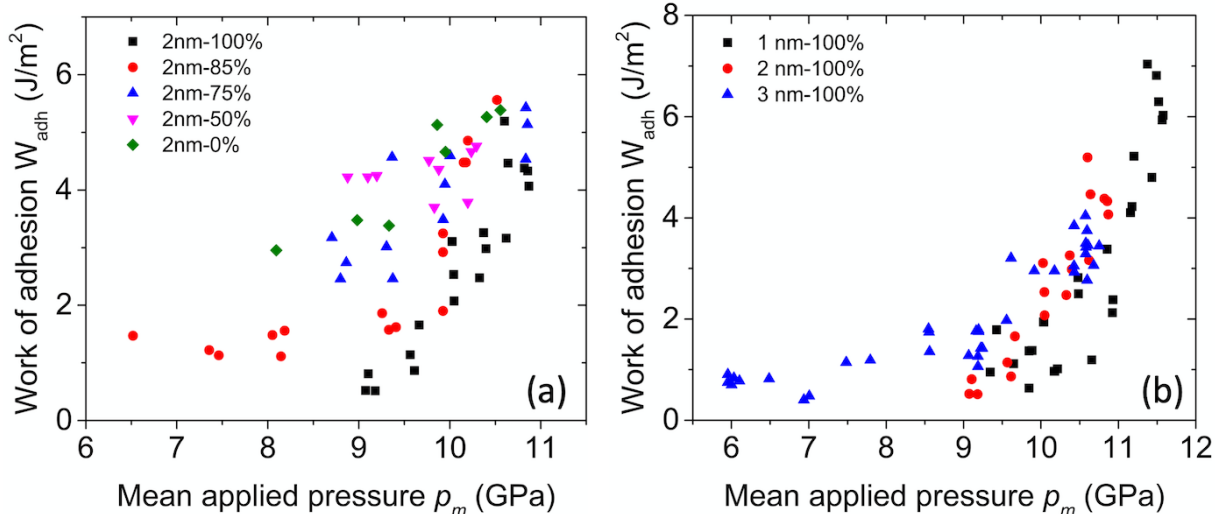 2nm-100%
2nm-85%
2nm-75%
2nm-50%
2nm-0%
Work of adhesion W_adh (J/m²)
0
2
4
6
(a)
6 7 8 9 10 11
Mean applied pressure p_m (GPa)
1 nm-100%
2 nm-100%
3 nm-100%
Work of adhesion W_adh (J/m²)
0
2
4
6
8
(b)
6 7 8 9 10 11 12
Mean applied pressure p_m (GPa)